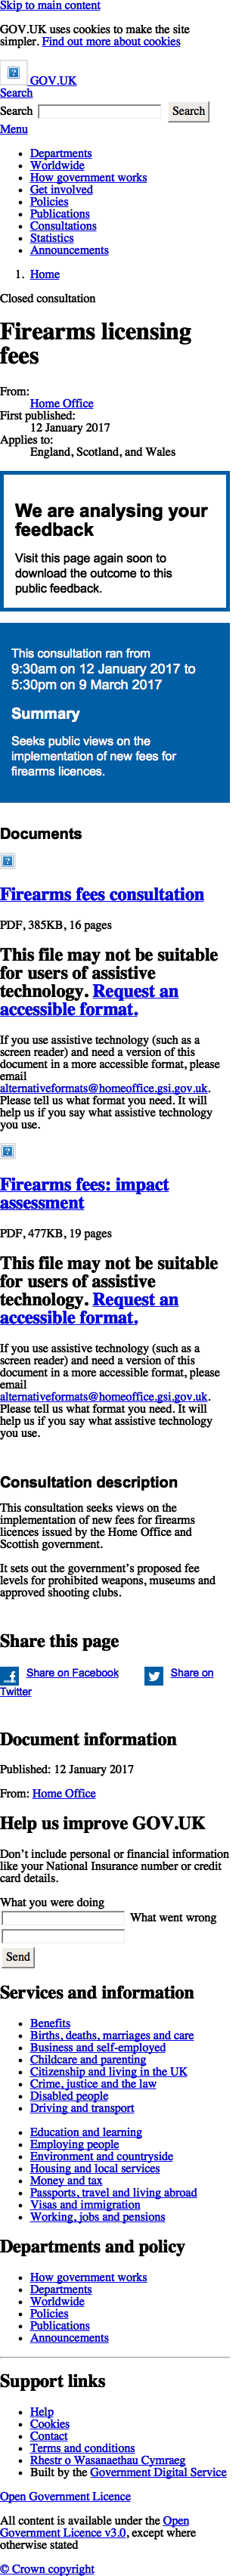 Skip to main content
GOV.UK uses cookies to make the site
simpler. Find out more about cookies
GOV.UK
Search
Search Search
Menu
Departments
Worldwide
How government works
Get involved
Policies
Publications
Consultations
Statistics
Announcements
1. Home
Closed consultation
Firearms licensing
fees
From:
Home Office
First published:
12 January 2017
Applies to:
England, Scotland, and Wales
We are analysing your
feedback
Visit this page again soon to
download the outcome to this
public feedback.
This consultation ran from
9:30am on 12 January 2017 to
5:30pm on 9 March 2017
Summary
Seeks public views on the
implementation of new fees for
firearms licences.
Documents
Firearms fees consultation
PDF, 385KB, 16 pages
This file may not be suitable
for users of assistive
technology. Request an
accessible format.
If you use assistive technology (such as a
screen reader) and need a version of this
document in a more accessible format, please
email
alternativeformats@homeoffice.gsi.gov.uk.
Please tell us what format you need. It will
help us if you say what assistive technology
you use.
Firearms fees: impact
assessment
PDF, 477KB, 19 pages
This file may not be suitable
for users of assistive
technology. Request an
accessible format.
If you use assistive technology (such as a
screen reader) and need a version of this
document in a more accessible format, please
email
alternativeformats@homeoffice.gsi.gov.uk.
Please tell us what format you need. It will
help us if you say what assistive technology
you use.
Consultation description
This consultation seeks views on the
implementation of new fees for firearms
licences issued by the Home Office and
Scottish government.
It sets out the government's proposed fee
levels for prohibited weapons, museums and
approved shooting clubs.
Share this page
Share on Facebook Share on
Twitter
Document information
Published: 12 January 2017
From: Home Office
Help us improve GOV.UK
Don't include personal or financial information
like your National Insurance number or credit
card details.
What you were doing
What went wrong
Send
Services and information
Benefits
Births, deaths, marriages and care
Business and self-employed
Childcare and parenting
Citizenship and living in the UK
Crime, justice and the law
Disabled people
Driving and transport
Education and learning
Employing people
Environment and countryside
Housing and local services
Money and tax
Passports, travel and living abroad
Visas and immigration
Working, jobs and pensions
Departments and policy
How government works
Departments
Worldwide
Policies
Publications
Announcements
Support links
Help
Cookies
Contact
Terms and conditions
Rhestr o Wasanaethau Cymraeg
Built by the Government Digital Service
Open Government Licence
All content is available under the Open
Government Licence v3.0, except where
otherwise stated
© Crown copyright